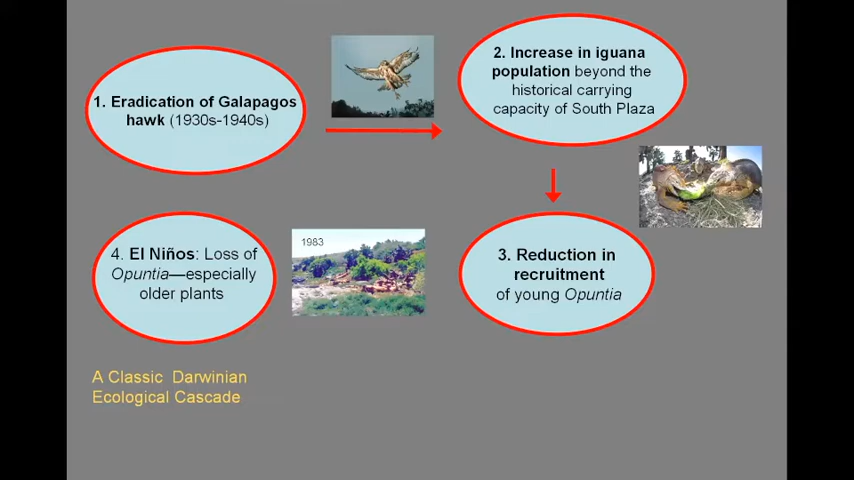 1. Eradication of Galapagos
hawk (1930s-1940s)
2. Increase in iguana
population beyond the
historical carrying
capacity of South Plaza
3. Reduction in
recruitment
of young Opuntia
4. El Niños: Loss of
Opuntia—especially
older plants
1983
A Classic Darwinian
Ecological Cascade